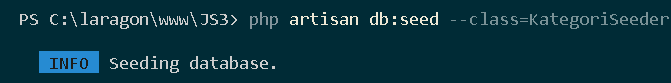 PS C:\laragon\www\JS3> php artisan db:seed --class=KategoriSeeder
INFO Seeding database.